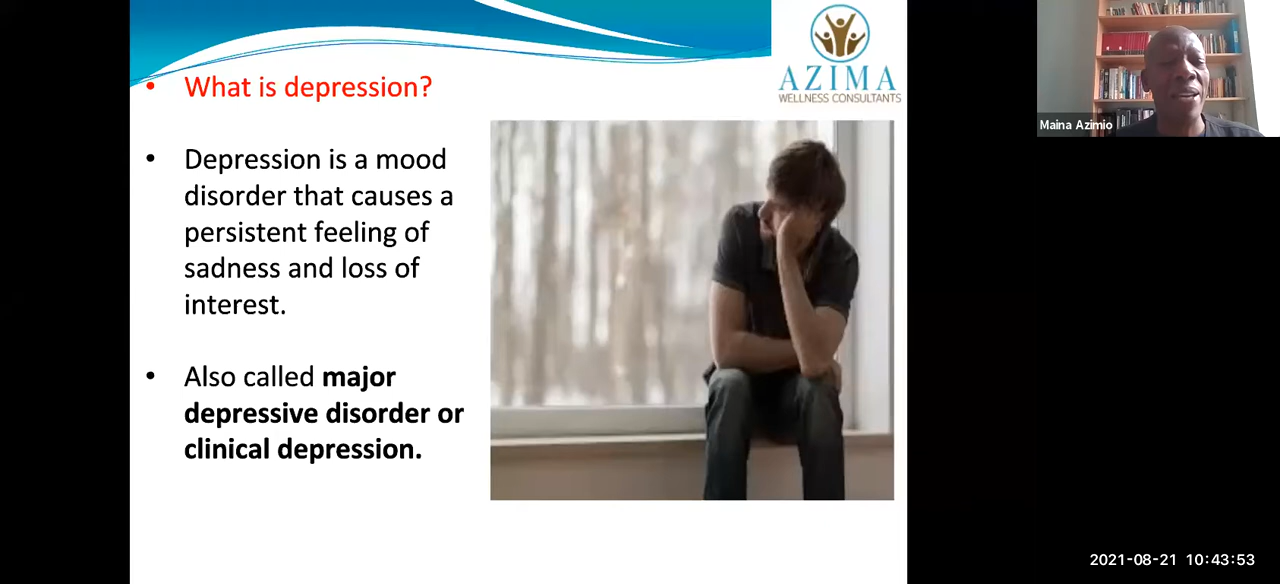 What is depression?
Depression is a mood
disorder that causes a
persistent feeling of
sadness and loss of
interest.
Also called major
depressive disorder or
clinical depression.
AZIMA
WELLNESS CONSULTANTS
Maina Azimio
2021-08-21 10:43:53